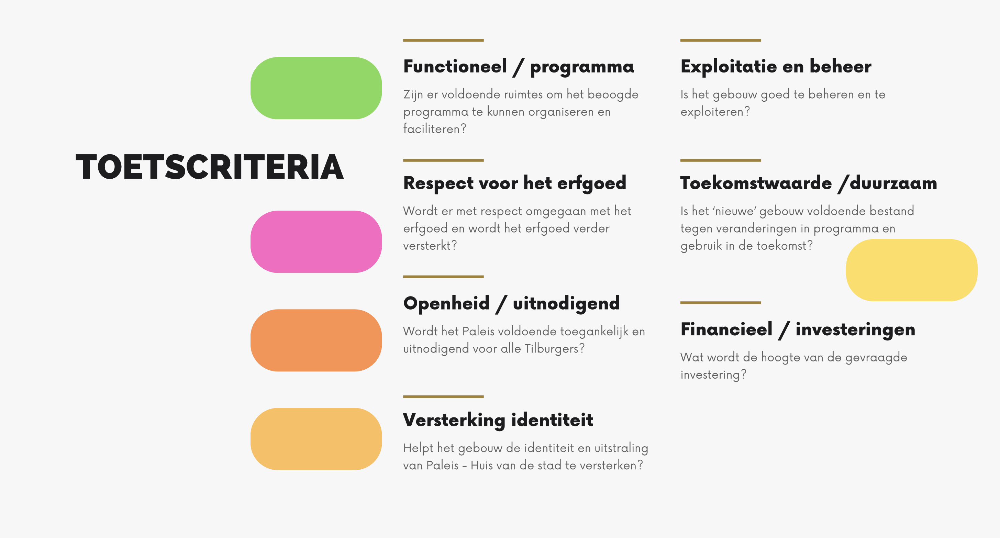 TOETSCRITERIA
Functioneel / programma
Zijn er voldoende ruimtes om het beoogde
programma te kunnen organiseren en
faciliteren?
Respect voor het erfgoed
Wordt er met respect omgegaan met het
erfgoed en wordt het erfgoed verder
versterkt?
Openheid / uitnodigend
Wordt het Paleis voldoende toegankelijk en
uitnodigend voor alle Tilburgers?
Versterking identiteit
Helpt het gebouw de identiteit en uitstraling
van Paleis - Huis van de stad te versterken?
Exploitatie en beheer
Is het gebouw goed te beheren en te
exploiteren?
Toekomstwaarde /duurzaam
Is het ‘nieuwe’ gebouw voldoende bestand
tegen veranderingen in programma en
gebruik in de toekomst?
Financieel / investeringen
Wat wordt de hoogte van de gevraagde
investering?